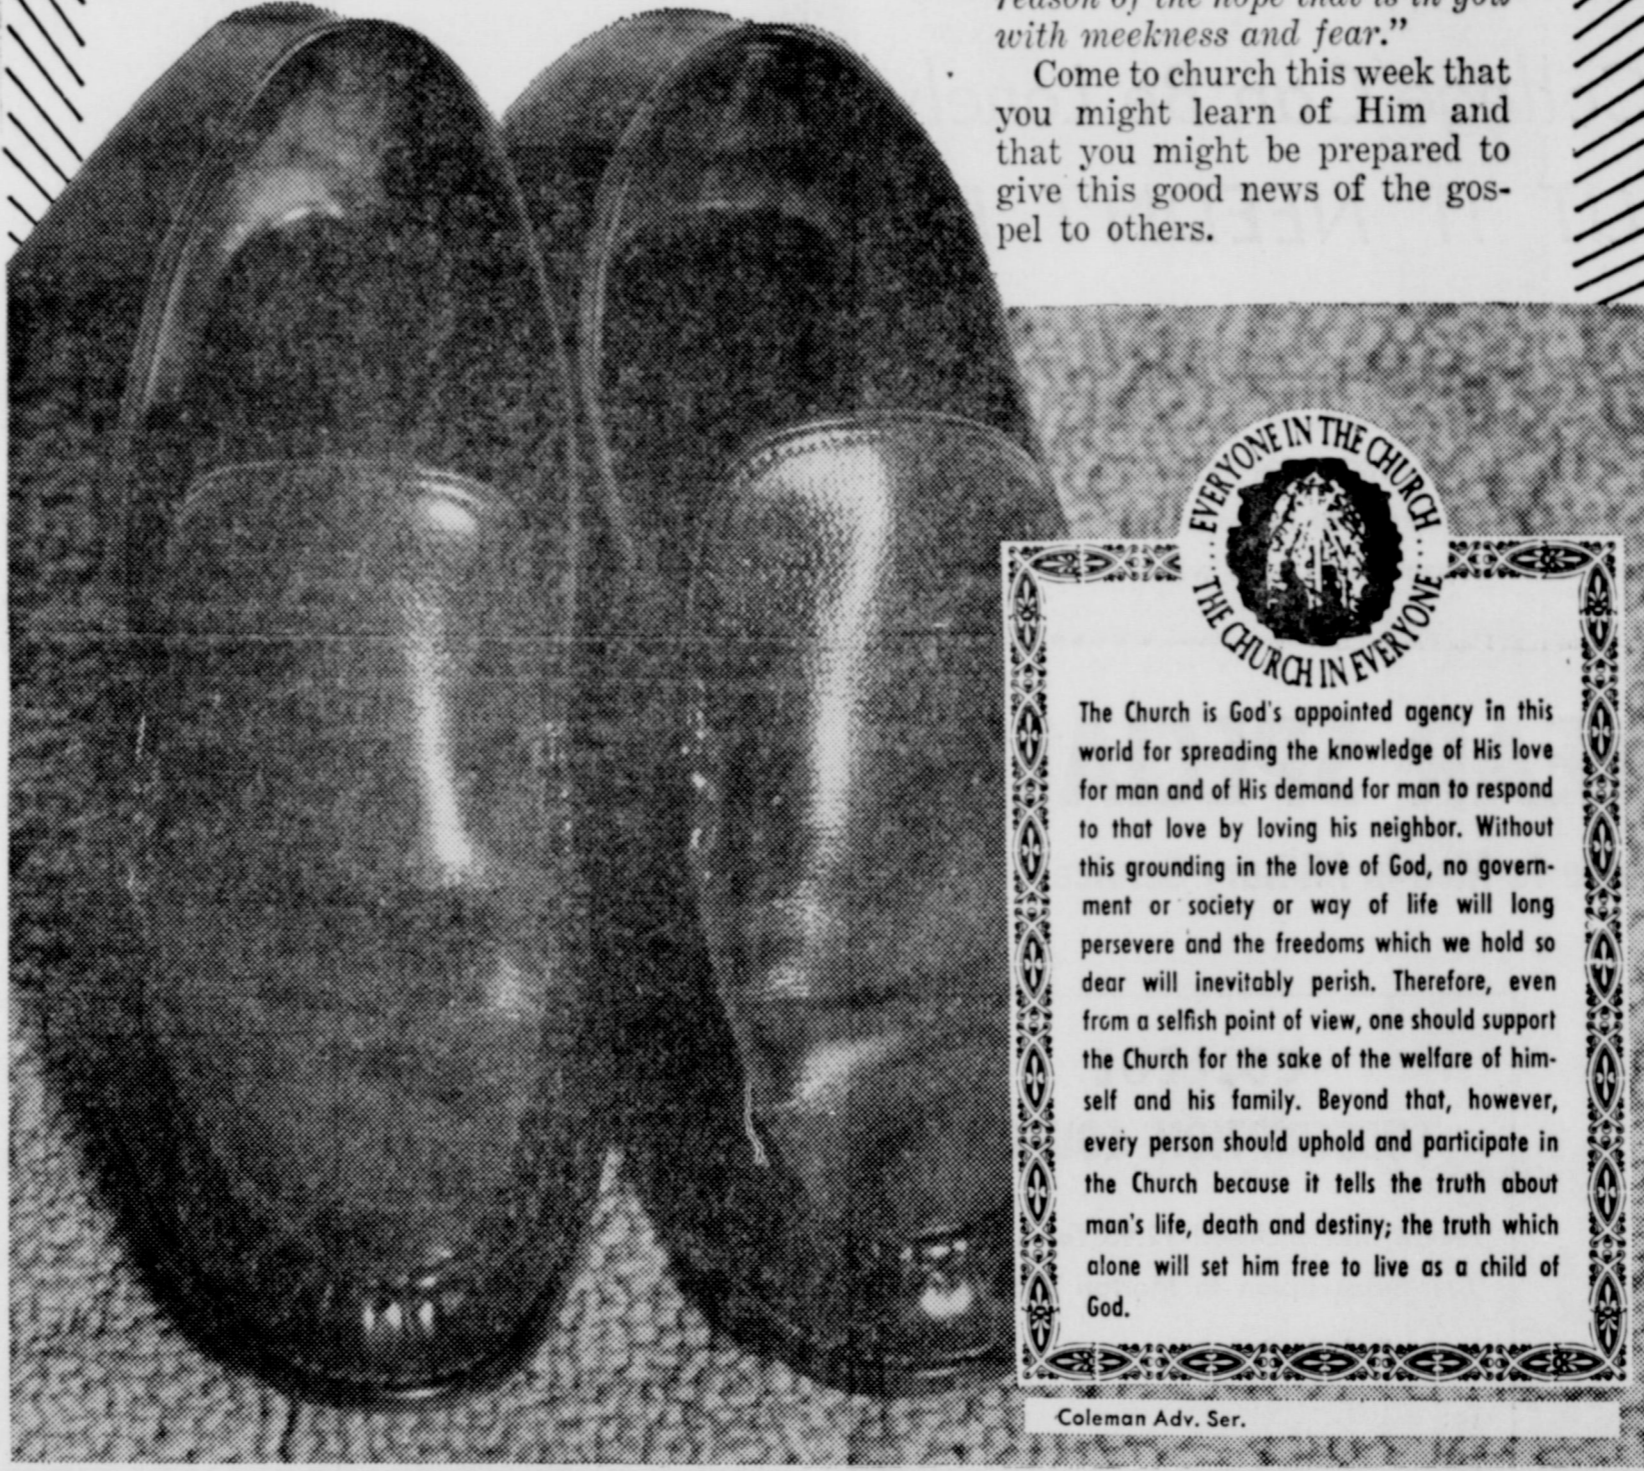 reason of the hope that is in you
with meekness and fear.”
Come to church this week that
you might learn of Him and
that you might be prepared to
give this good news of the gos-
pel to others.
EVERYONE IN THE CHURCH
THE CHURCH IN EVERYONE
The Church is God's appointed agency in this
world for spreading the knowledge of His love
for man and of His demand for man to respond
to that love by loving his neighbor. Without
this grounding in the love of God, no govern-
ment or society or way of life will long
persevere and the freedoms which we hold so
dear will inevitably perish. Therefore, even
from a selfish point of view, one should support
the Church for the sake of the welfare of him-
self and his family. Beyond that, however,
every person should uphold and participate in
the Church because it tells the truth about
man's life, death and destiny; the truth which
alone will set him free to live as a child of
God.
Coleman Adv. Ser.